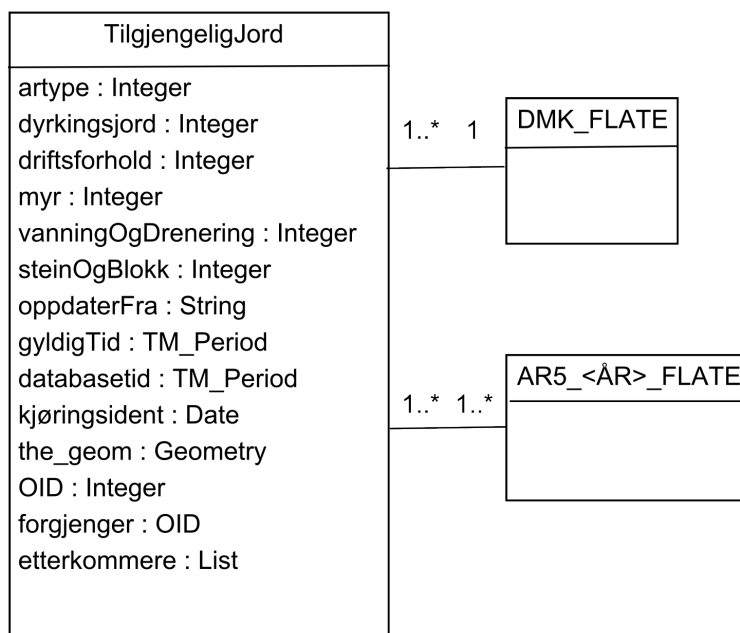 TilgjengeligJord
artype : Integer
dyrkingsjord : Integer
driftsforhold : Integer
myr : Integer
vanningOgDrenering : Integer
steinOgBlokk : Integer
oppdaterFra : String
gyldigTid : TM_Period
databasetid : TM_Period
kjøringsident : Date
the_geom : Geometry
OID : Integer
forgjenger : OID
etterkommere : List
1..* 1
DMK_FLATE
1..* 1..*
AR5_<ÅR>_FLATE